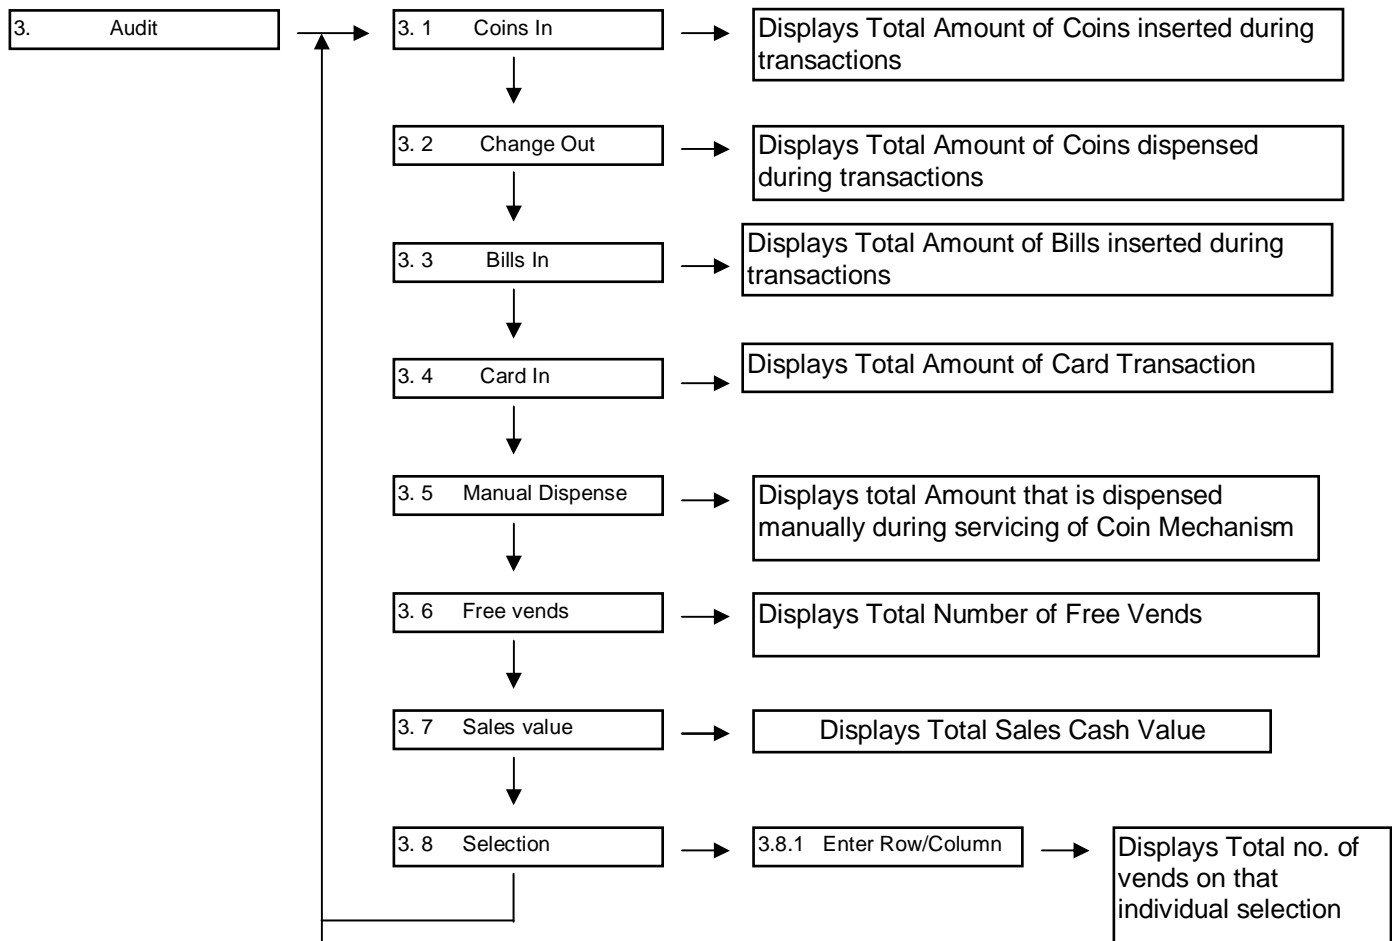 3. Audit
3. 1 Coins In
Displays Total Amount of Coins inserted during
transactions
3. 2 Change Out
Displays Total Amount of Coins dispensed
during transactions
3. 3 Bills In
Displays Total Amount of Bills inserted during
transactions
3. 4 Card In
Displays Total Amount of Card Transaction
3. 5 Manual Dispense
Displays total Amount that is dispensed
manually during servicing of Coin Mechanism
3. 6 Free vends
Displays Total Number of Free Vends
3. 7 Sales value
Displays Total Sales Cash Value
3. 8 Selection
3.8.1 Enter Row/Column
Displays Total no. of
vends on that
individual selection